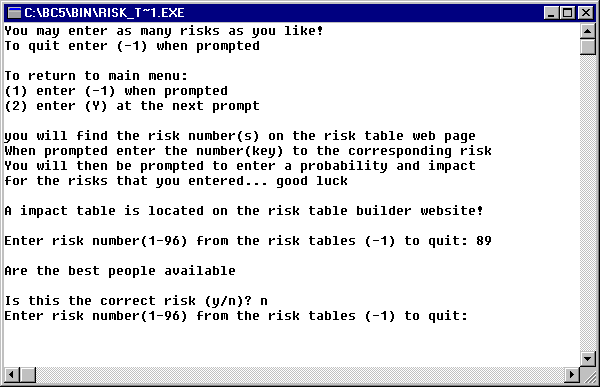 C:\BC5\BIN\RISK_T~1.EXE
You may enter as many risks as you like!
To quit enter (-1) when prompted
To return to main menu:
(1) enter (-1) when prompted
(2) enter (Y) at the next prompt
you will find the risk number(s) on the risk table web page
When prompted enter the number(key) to the corresponding risk
You will then be prompted to enter a probability and impact
for the risks that you entered... good luck
A impact table is located on the risk table builder website!
Enter risk number(1-96) from the risk tables (-1) to quit: 89
Are the best people available
Is this the correct risk (y/n)? n
Enter risk number(1-96) from the risk tables (-1) to quit: